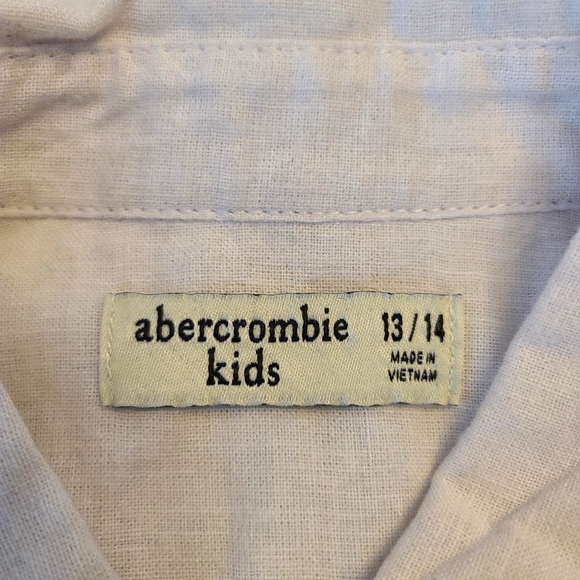 abercrombie
kids
13/14
MADE IN
VIETNAM